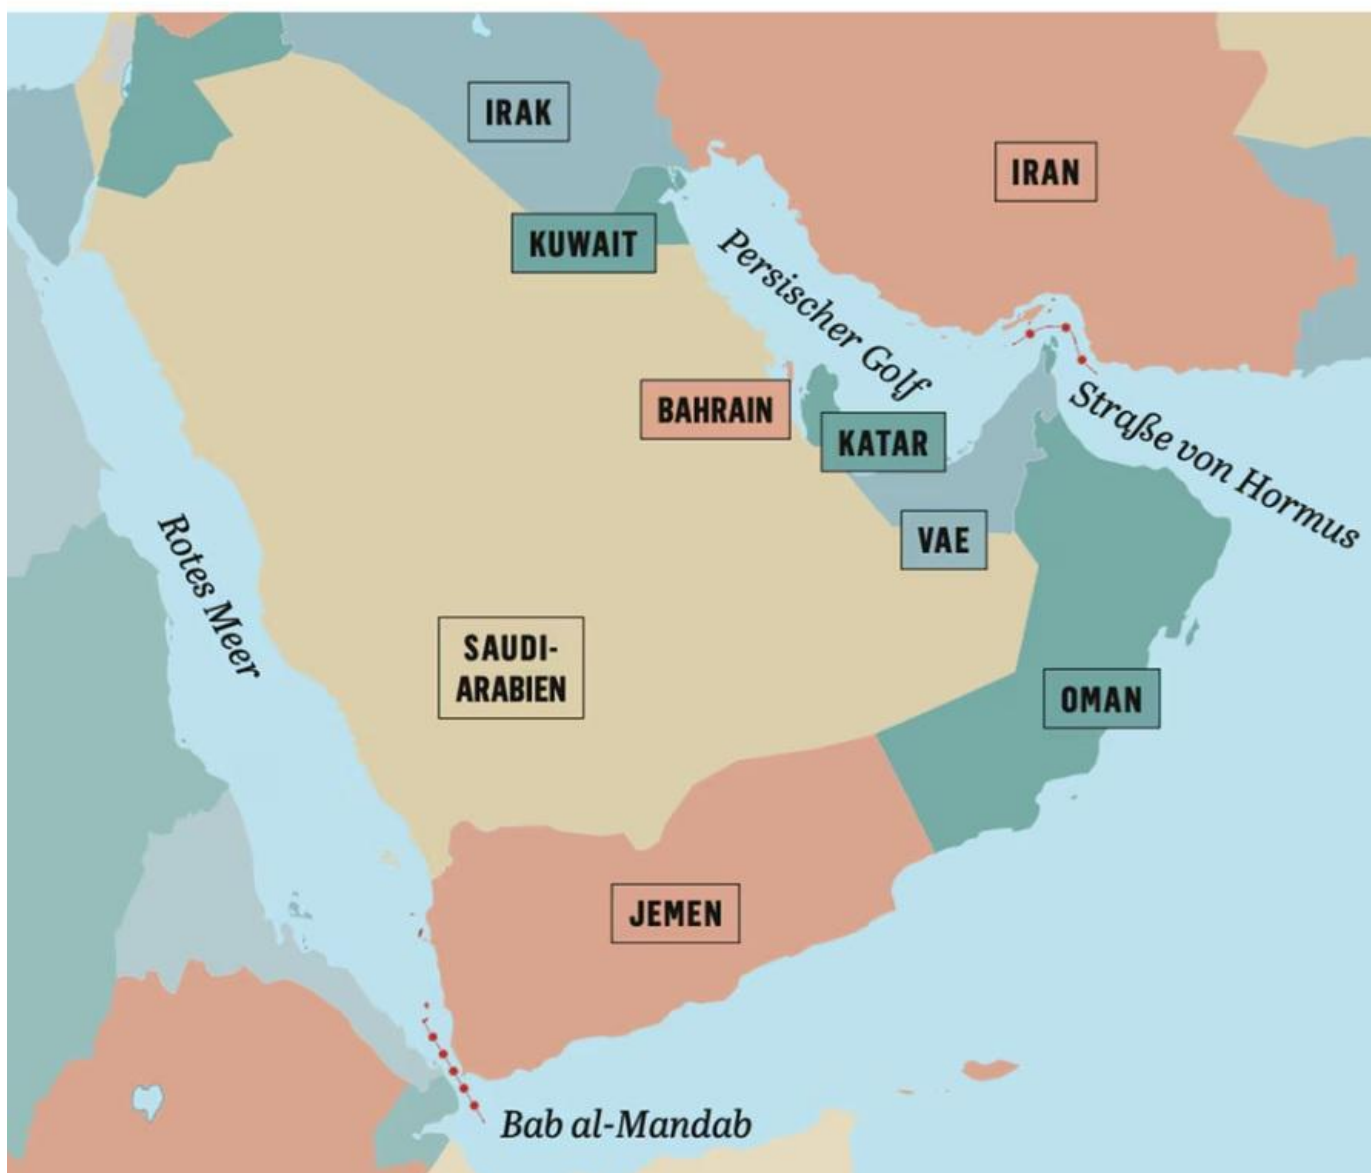 IRAK
IRAN
KUWAIT
Persischer Golf
BAHRAIN
KATAR
Straße von Hormus
VAE
Rotes Meer
SAUDI-
ARABIEN
OMAN
JEMEN
Bab al-Mandab